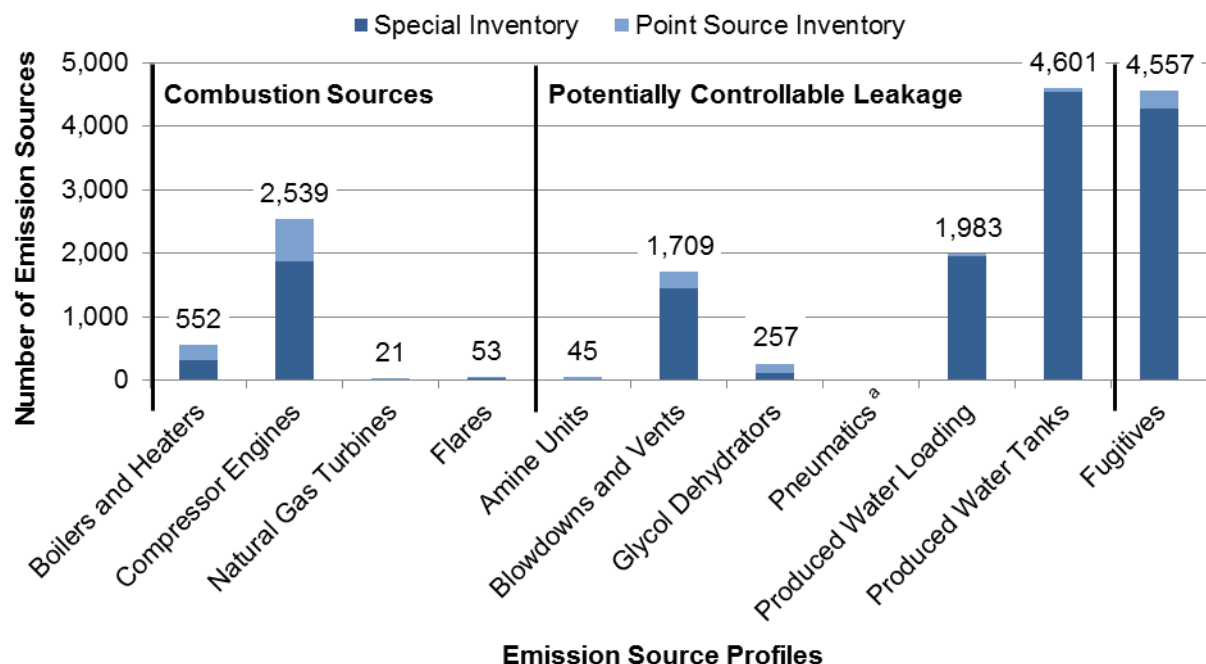 Special Inventory
Point Source Inventory
Number of Emission Sources
5,000
4,000
3,000
2,000
1,000
0
Combustion Sources
Potentially Controllable Leakage
552
2,539
21
53
45
1,709
257
1,983
4,601
4,557
Boilers and Heaters
Compressor Engines
Natural Gas Turbines
Flares
Amine Units
Blowdowns and Vents
Glycol Dehydrators
Pneumatics a
Produced Water Loading
Produced Water Tanks
Fugitives
Emission Source Profiles